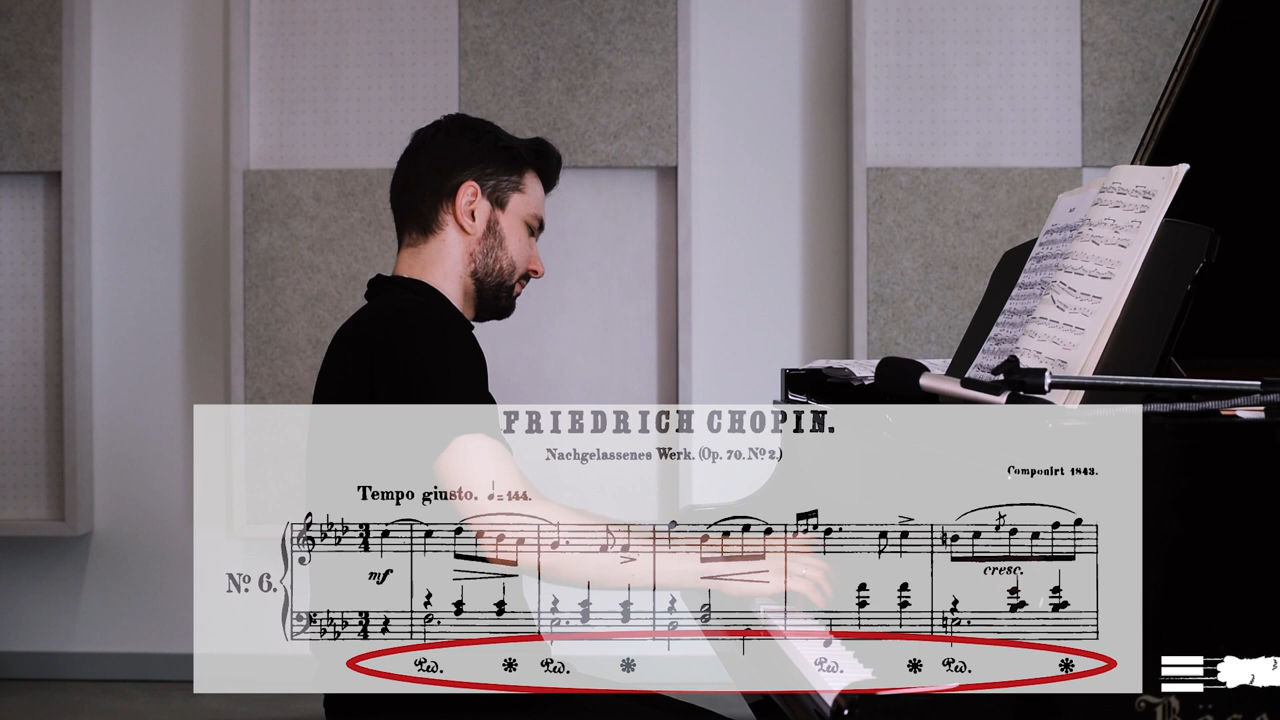 FRIEDRICH CHOPIN.
Nachgelassenes Werk. (Op. 70. № 2.)
Componirt 1843.
Tempo giusto. ♩=144.
mf
cresc.
№ 6.
Ped. * Ped. * Ped. * Ped. *